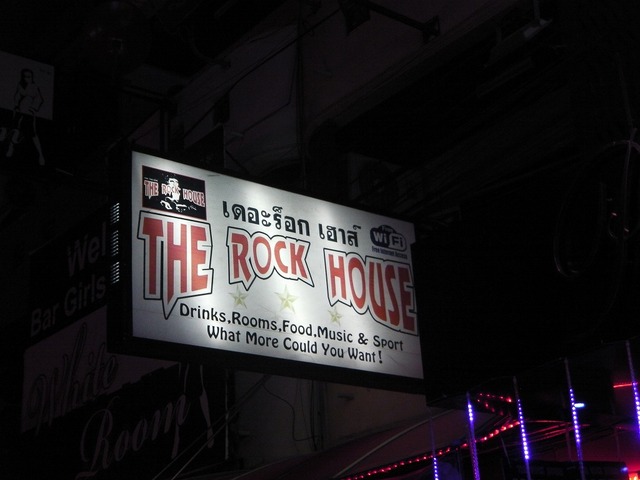 THE ROCK HOUSE
เดอะร็อก เฮาส์
WiFi
THE ROCK HOUSE
Drinks,Rooms,Food,Music & Sport
What More Could You Want!
Bar Girls
White
Room